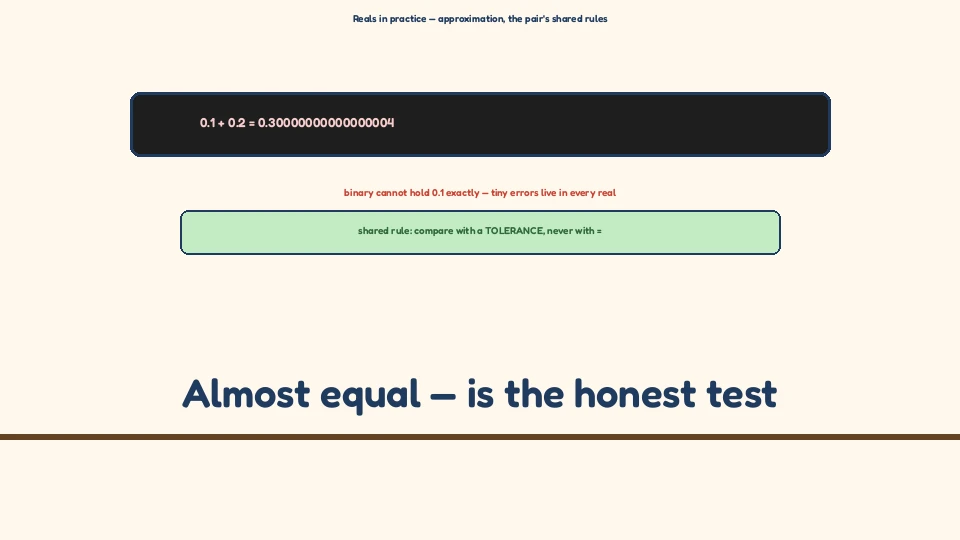 Reals in practice — approximation, the pair's shared rules
0.1 + 0.2 = 0.30000000000000004
binary cannot hold 0.1 exactly — tiny errors live in every real
shared rule: compare with a TOLERANCE, never with =
Almost equal — is the honest test